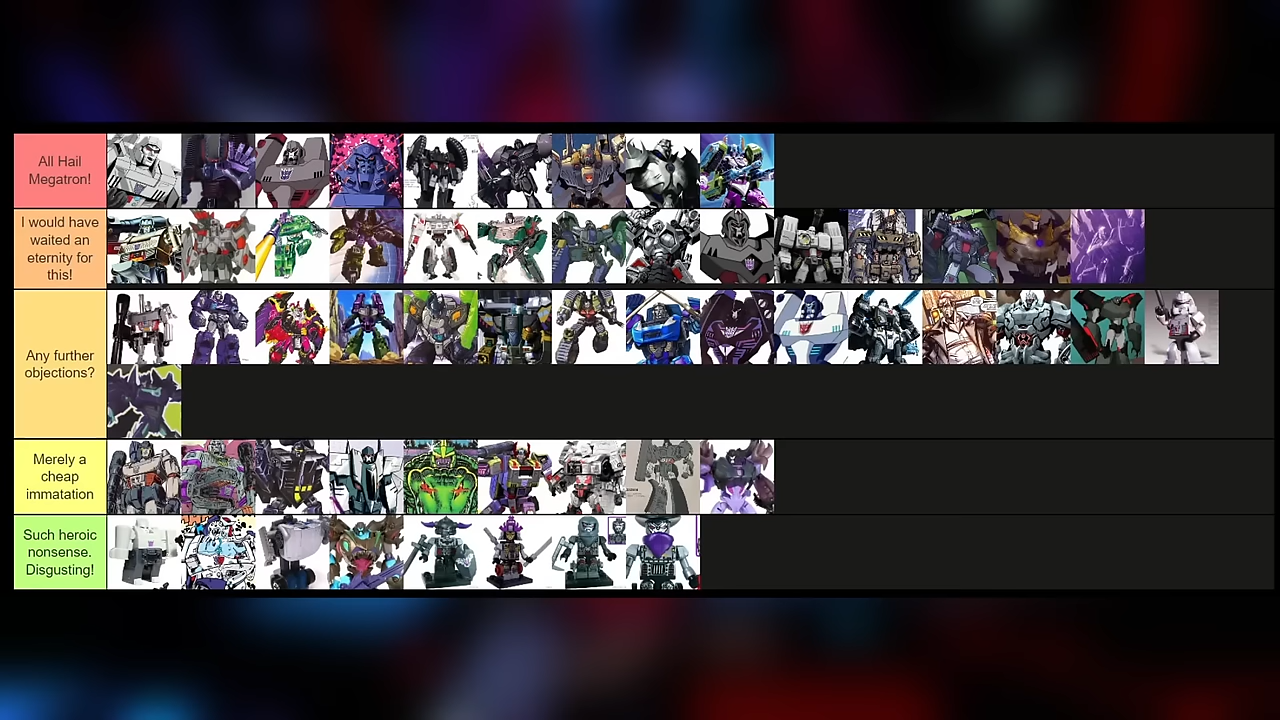 All Hail
Megatron!
I would have
waited an
eternity for
this!
Any further
objections?
Merely a
cheap
immatation
Such heroic
nonsense.
Disgusting!